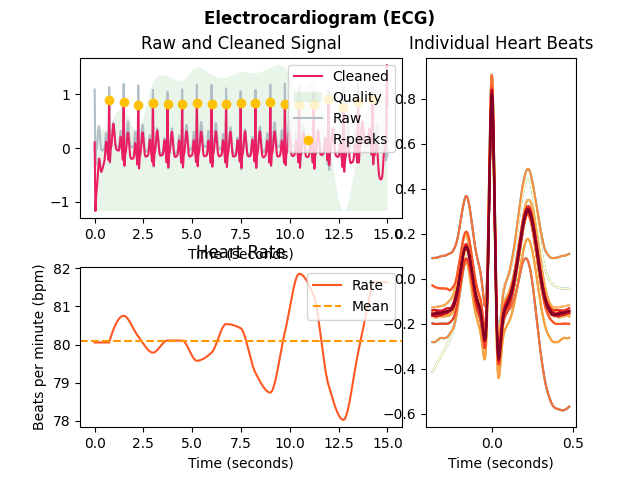 Electrocardiogram (ECG)
Raw and Cleaned Signal
Individual Heart Beats
Cleaned
Quality
Raw
R-peaks
1
0
−1
0.0
2.5
5.0
7.5
10.0
12.5
15.0
Time (seconds)
Heart Rate
Rate
Mean
Beats per minute (bpm)
82
81
80
79
78
0.0
2.5
5.0
7.5
10.0
12.5
15.0
Time (seconds)
0.8
0.6
0.4
0.2
0.0
−0.2
−0.4
−0.6
0.0
0.5
Time (seconds)